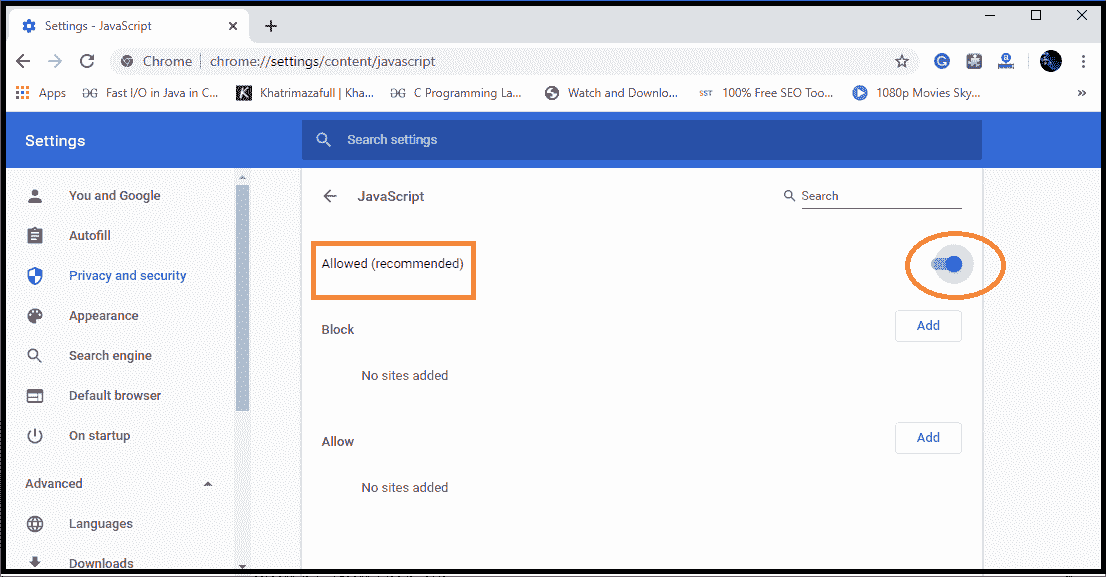 Settings - JavaScript
Chrome
chrome://settings/content/javascript
Apps
Fast I/O in Java in C...
Khatrimazafull | Kha...
C Programming La...
Watch and Downlo...
SST
100% Free SEO Too...
1080p Movies Sky...
Settings
Search settings
You and Google
Autofill
Privacy and security
Appearance
Search engine
Default browser
On startup
Advanced
Languages
Downloads
JavaScript
Search
Allowed (recommended)
Block
Add
No sites added
Allow
Add
No sites added